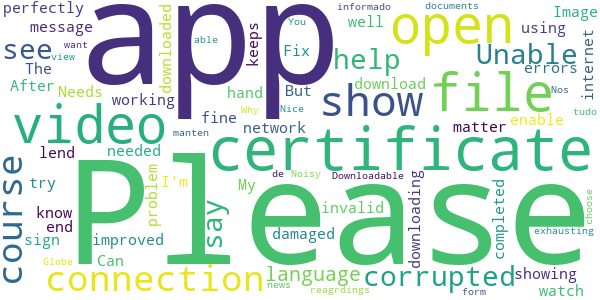 perfectly
informado
documents
message
app
downloaded
keeps
You
able
open
well
Image
want
view
Fix
using
see
The
Unable
internet
After
Needs
hand
But
help
download
errors
Why
Nice
Nos
working
show
file
tudo
video
fine
network
matter
enable
manten
certificate
lend
needed
Please
de
Noisy
Downloadable
course
try
problem
I'm
say
My
invalid
downloading
completed
choose
know
end
sign
improved
damaged
showing
exhausting
Can
Globe
connection
language
corrupted
watch
news
reagrdings
form